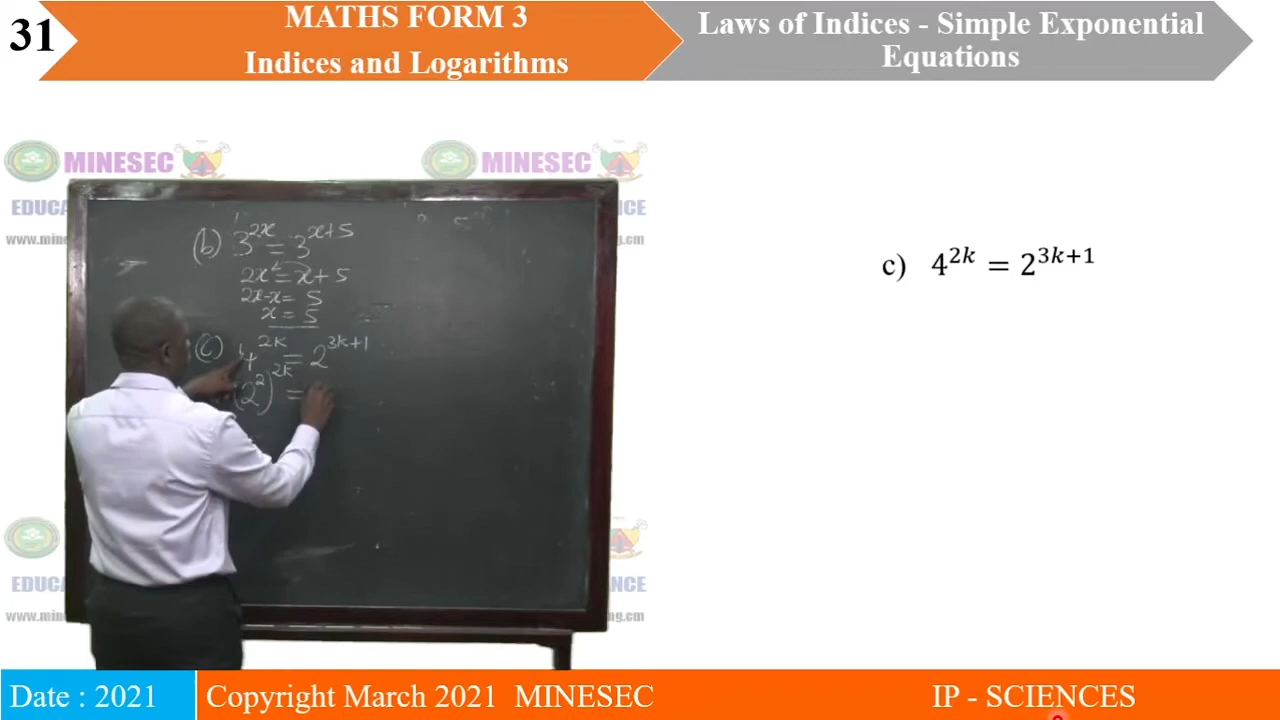 31
MATHS FORM 3
Indices and Logarithms
Laws of Indices - Simple Exponential
Equations
MINESEC
MINESEC
(b) 3^{2x} = 3^{x+5}
2x = x+5
2x-x = 5
x = 5
(c) 4^{2k} = 2^{3k+1}
(2^2)^{2k} =
c) 4^{2k} = 2^{3k+1}
Date : 2021
Copyright March 2021 MINESEC
IP - SCIENCES